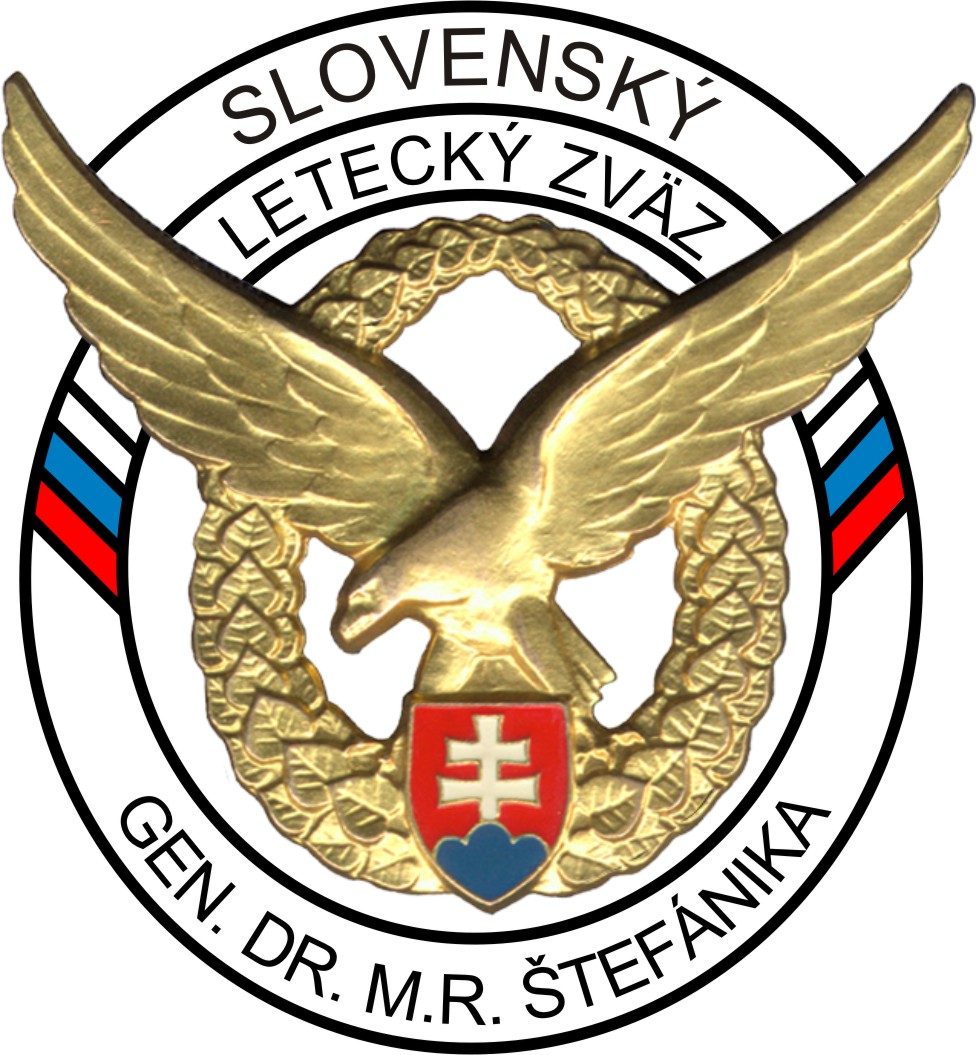 SLOVENSKÝ
LETECKÝ ZVÄZ
GEN. DR. M.R. ŠTEFÁNIKA